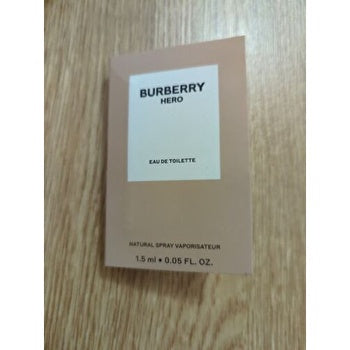 BURBERRY
HERO
EAU DE TOILETTE
NATURAL SPRAY VAPORISATEUR
1.5 ml • 0.05 FL. OZ.